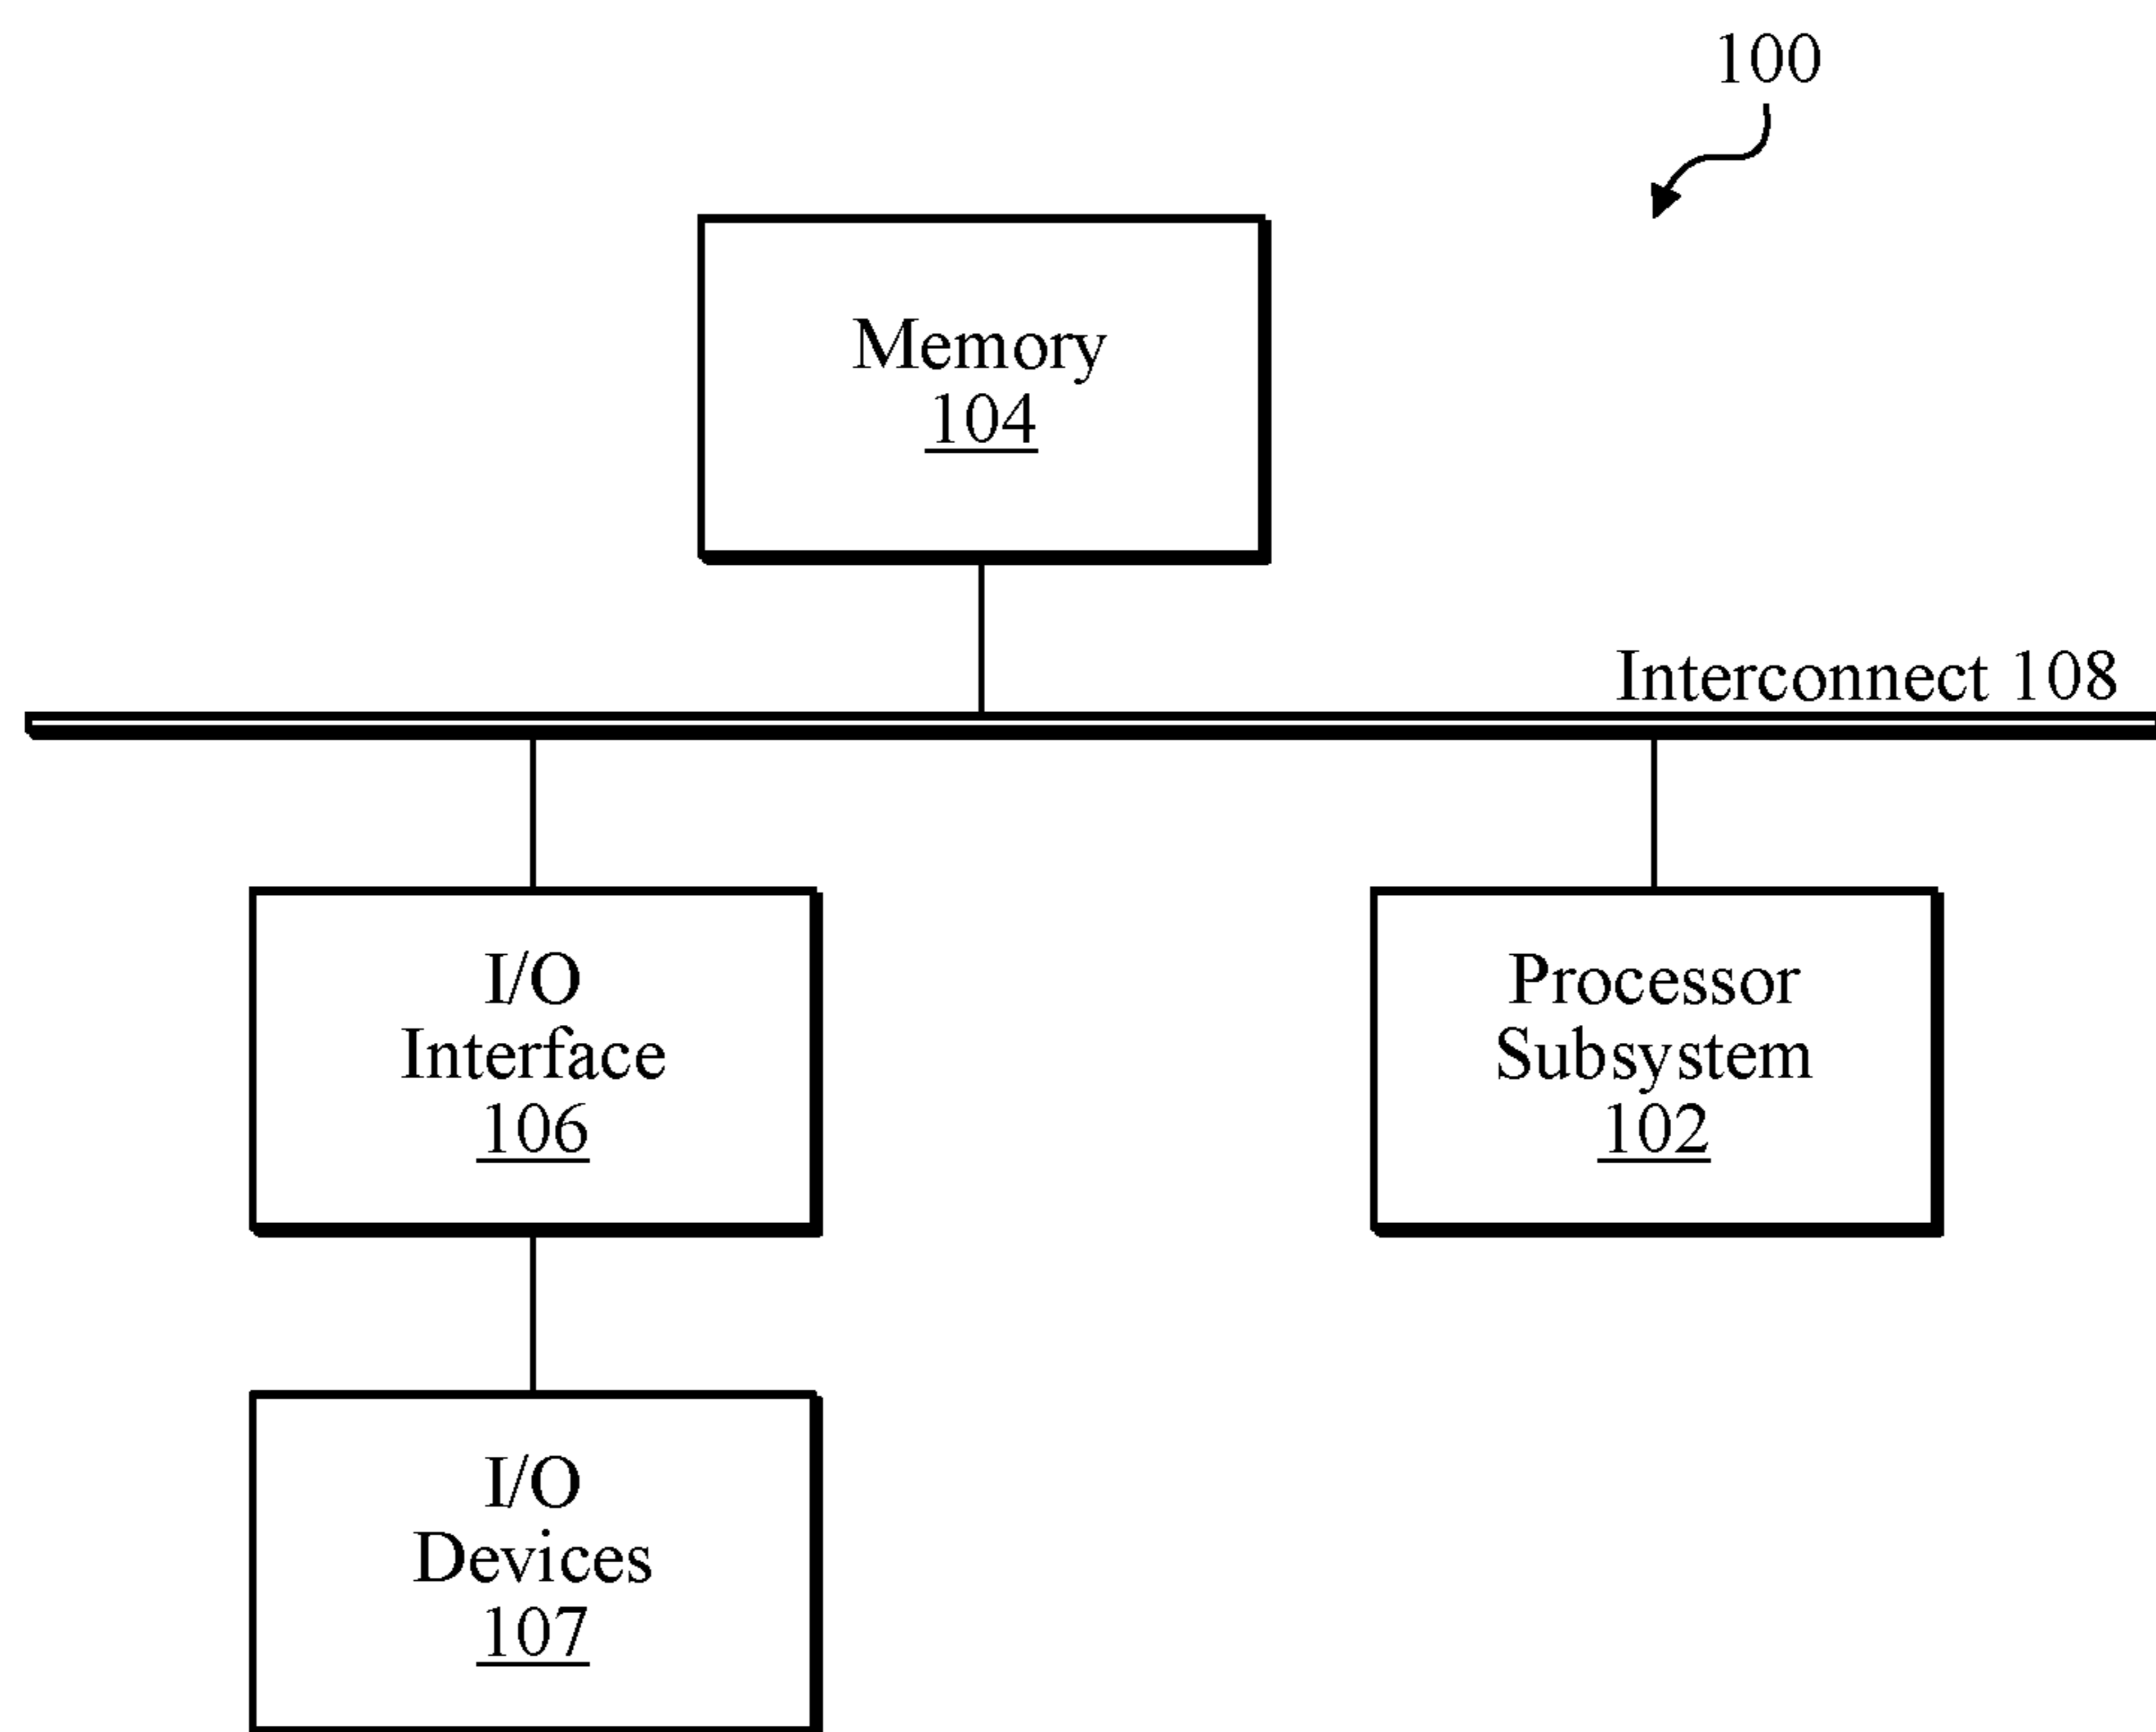 100
Memory
104
Interconnect 108
I/O
Interface
106
Processor
Subsystem
102
I/O
Devices
107